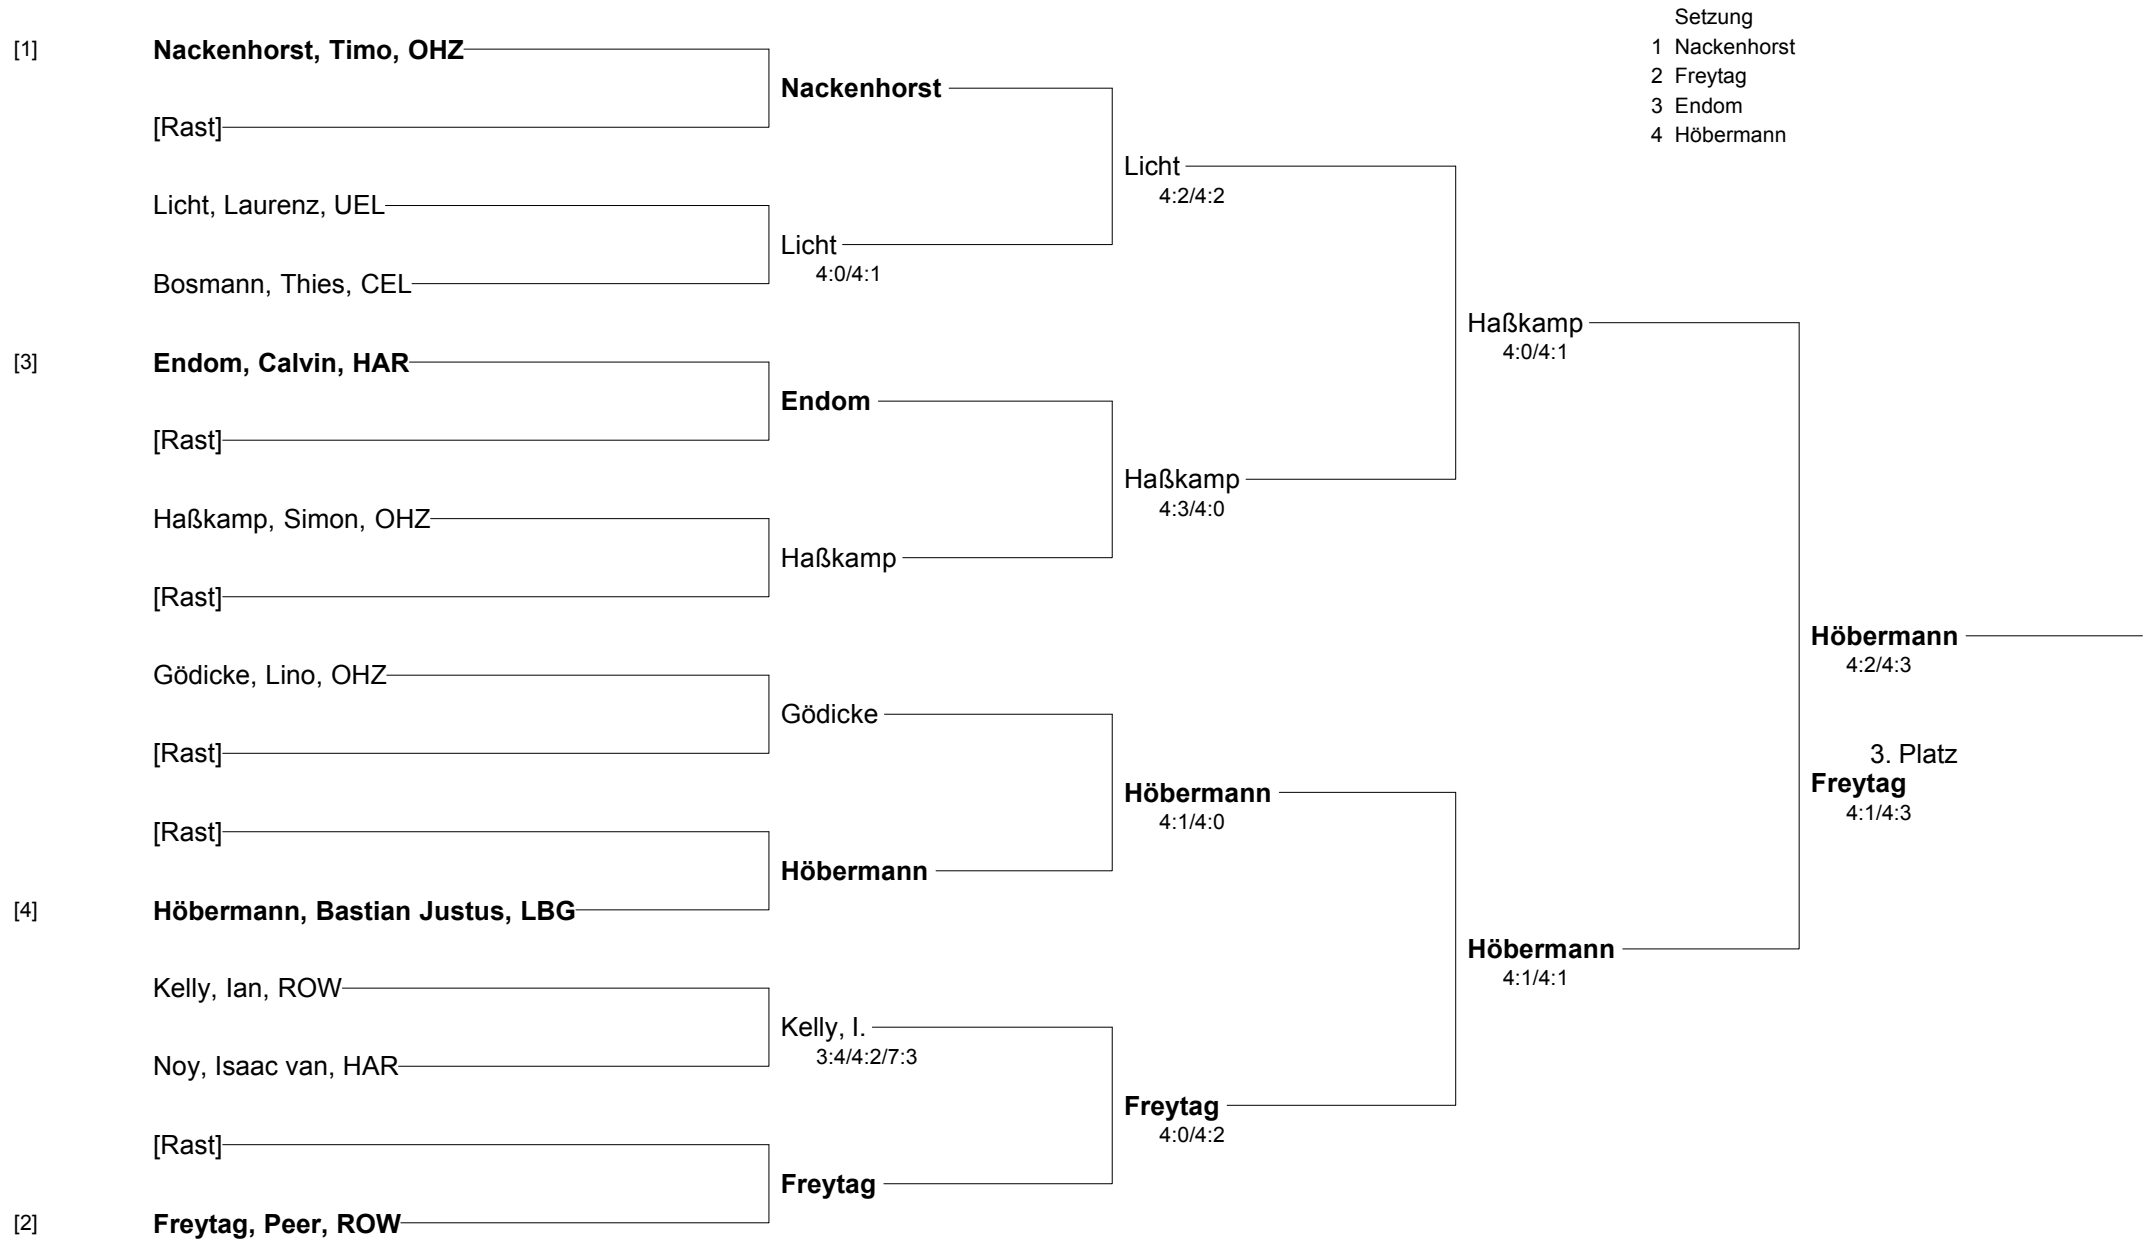 Setzung
1 Nackenhorst
2 Freytag
3 Endom
4 Höbermann
[1] Nackenhorst, Timo, OHZ
[Rast]
Licht, Laurenz, UEL
Bosmann, Thies, CEL
[3] Endom, Calvin, HAR
[Rast]
Haßkamp, Simon, OHZ
[Rast]
Gödicke, Lino, OHZ
[Rast]
[Rast]
[4] Höbermann, Bastian Justus, LBG
Kelly, Ian, ROW
Noy, Isaac van, HAR
[Rast]
[2] Freytag, Peer, ROW
Nackenhorst
Licht
4:0/4:1
Endom
Haßkamp
Gödicke
Höbermann
Kelly, I.
3:4/4:2/7:3
Freytag
Licht
4:2/4:2
Haßkamp
4:3/4:0
Höbermann
4:1/4:0
Freytag
4:0/4:2
Haßkamp
4:0/4:1
Höbermann
4:1/4:1
Höbermann
4:2/4:3
3. Platz
Freytag
4:1/4:3